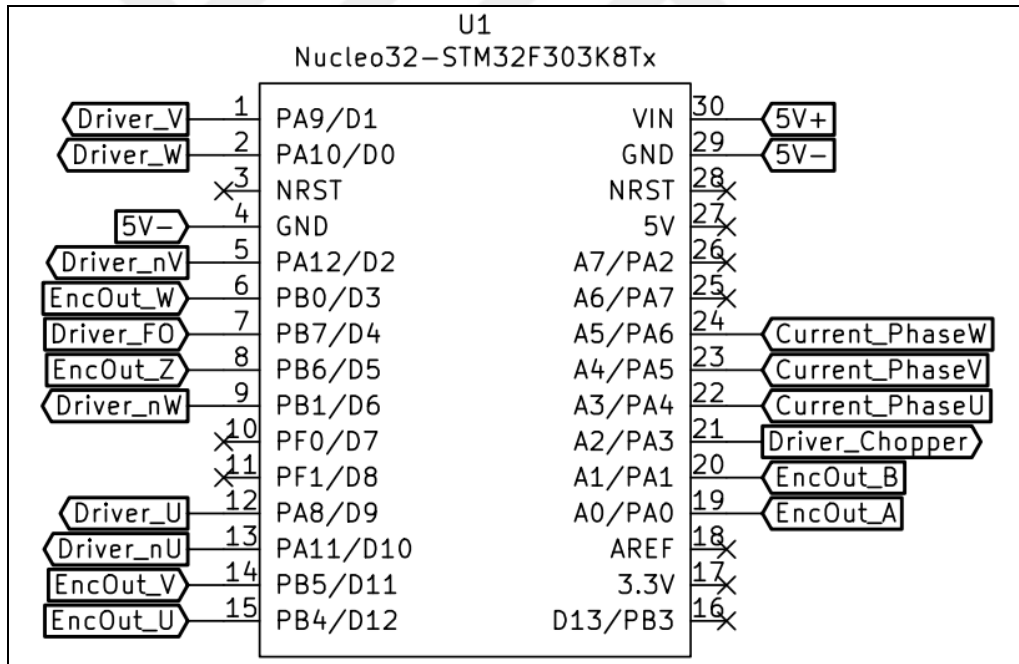 U1
Nucleo32-STM32F303K8Tx
Driver_V 1 PA9/D1 VIN 30 5V+
Driver_W 2 PA10/D0 GND 29 5V-
3 NRST NRST 28
5V- 4 GND 5V 27
Driver_nV 5 PA12/D2 A7/PA2 26
EncOut_W 6 PB0/D3 A6/PA7 25
Driver_FO 7 PB7/D4 A5/PA6 24 Current_PhaseW
EncOut_Z 8 PB6/D5 A4/PA5 23 Current_PhaseV
Driver_nW 9 PB1/D6 A3/PA4 22 Current_PhaseU
10 PF0/D7 A2/PA3 21 Driver_Chopper
11 PF1/D8 A1/PA1 20 EncOut_B
Driver_U 12 PA8/D9 A0/PA0 19 EncOut_A
Driver_nU 13 PA11/D10 AREF 18
EncOut_V 14 PB5/D11 3.3V 17
EncOut_U 15 PB4/D12 D13/PB3 16